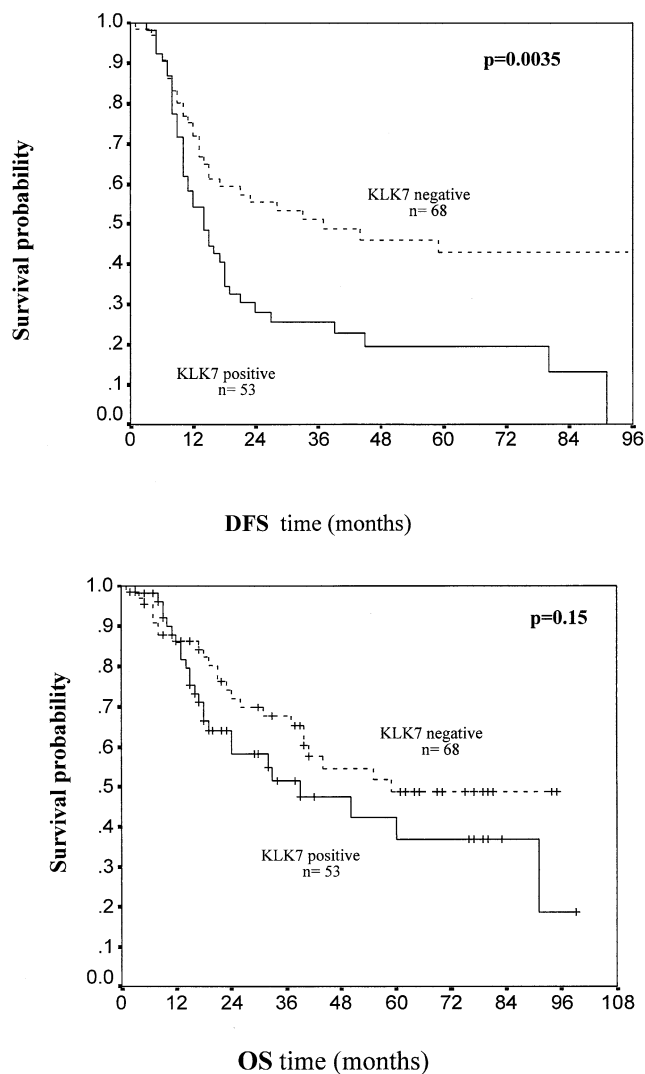 1.0
.9
.8
.7
.6
.5
.4
.3
.2
.1
0.0
Survival probability
p=0.0035
KLK7 negative
n= 68
KLK7 positive
n= 53
0 12 24 36 48 60 72 84 96
DFS time (months)
1.0
.9
.8
.7
.6
.5
.4
.3
.2
.1
0.0
Survival probability
p=0.15
KLK7 negative
n= 68
KLK7 positive
n= 53
0 12 24 36 48 60 72 84 96 108
OS time (months)